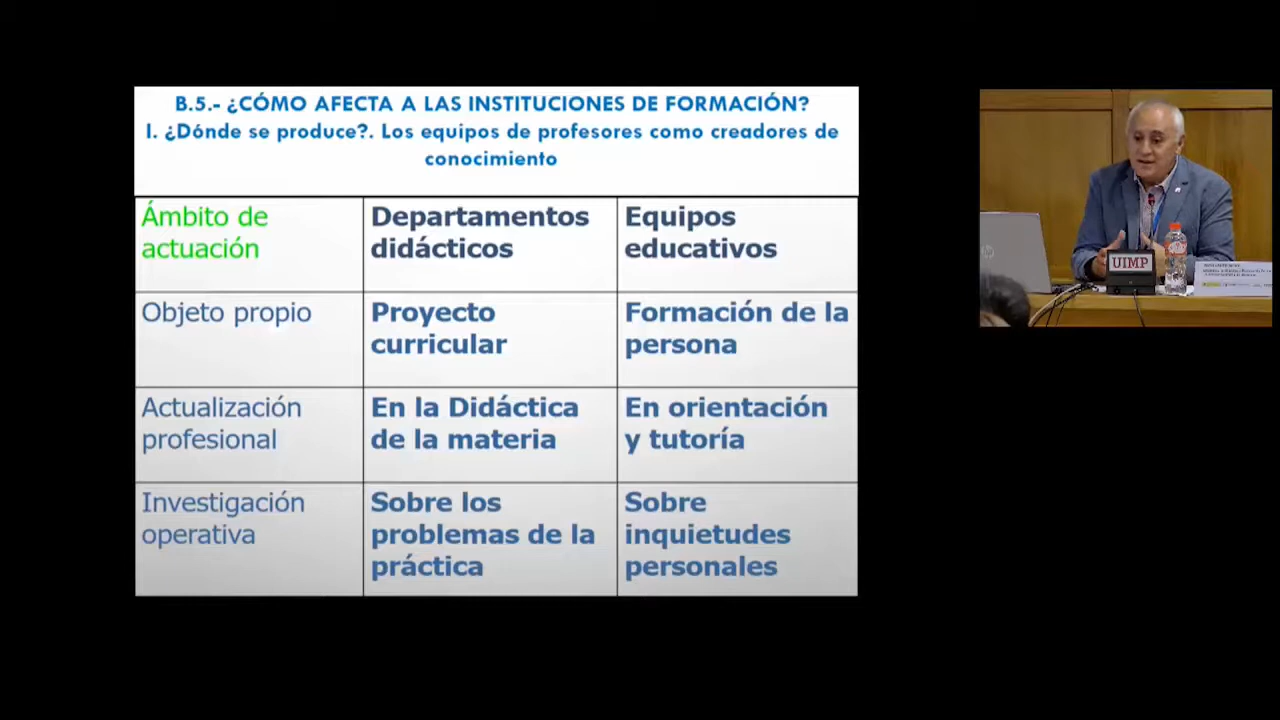 B.5.- ¿CÓMO AFECTA A LAS INSTITUCIONES DE FORMACIÓN?
I. ¿Dónde se produce?. Los equipos de profesores como creadores de
conocimiento
Ámbito de
actuación
Departamentos
didácticos
Equipos
educativos
Objeto propio
Proyecto
curricular
Formación de la
persona
Actualización
profesional
En la Didáctica
de la materia
En orientación
y tutoría
Investigación
operativa
Sobre los
problemas de la
práctica
Sobre
inquietudes
personales
UIMP